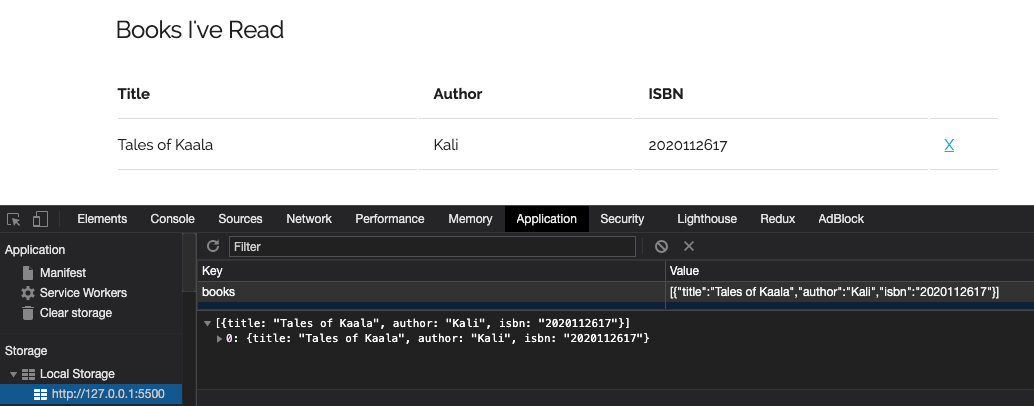 Books I've Read
Title Author ISBN
Tales of Kaala Kali 2020112617 X
Elements Console Sources Network Performance Memory Application Security Lighthouse Redux AdBlock
Application
Manifest
Service Workers
Clear storage
Storage
Local Storage
http://127.0.0.1:5500
Filter
Key Value
books [{"title":"Tales of Kaala","author":"Kali","isbn":"2020112617"}]
[{title: "Tales of Kaala", author: "Kali", isbn: "2020112617"}]
0: {title: "Tales of Kaala", author: "Kali", isbn: "2020112617"}